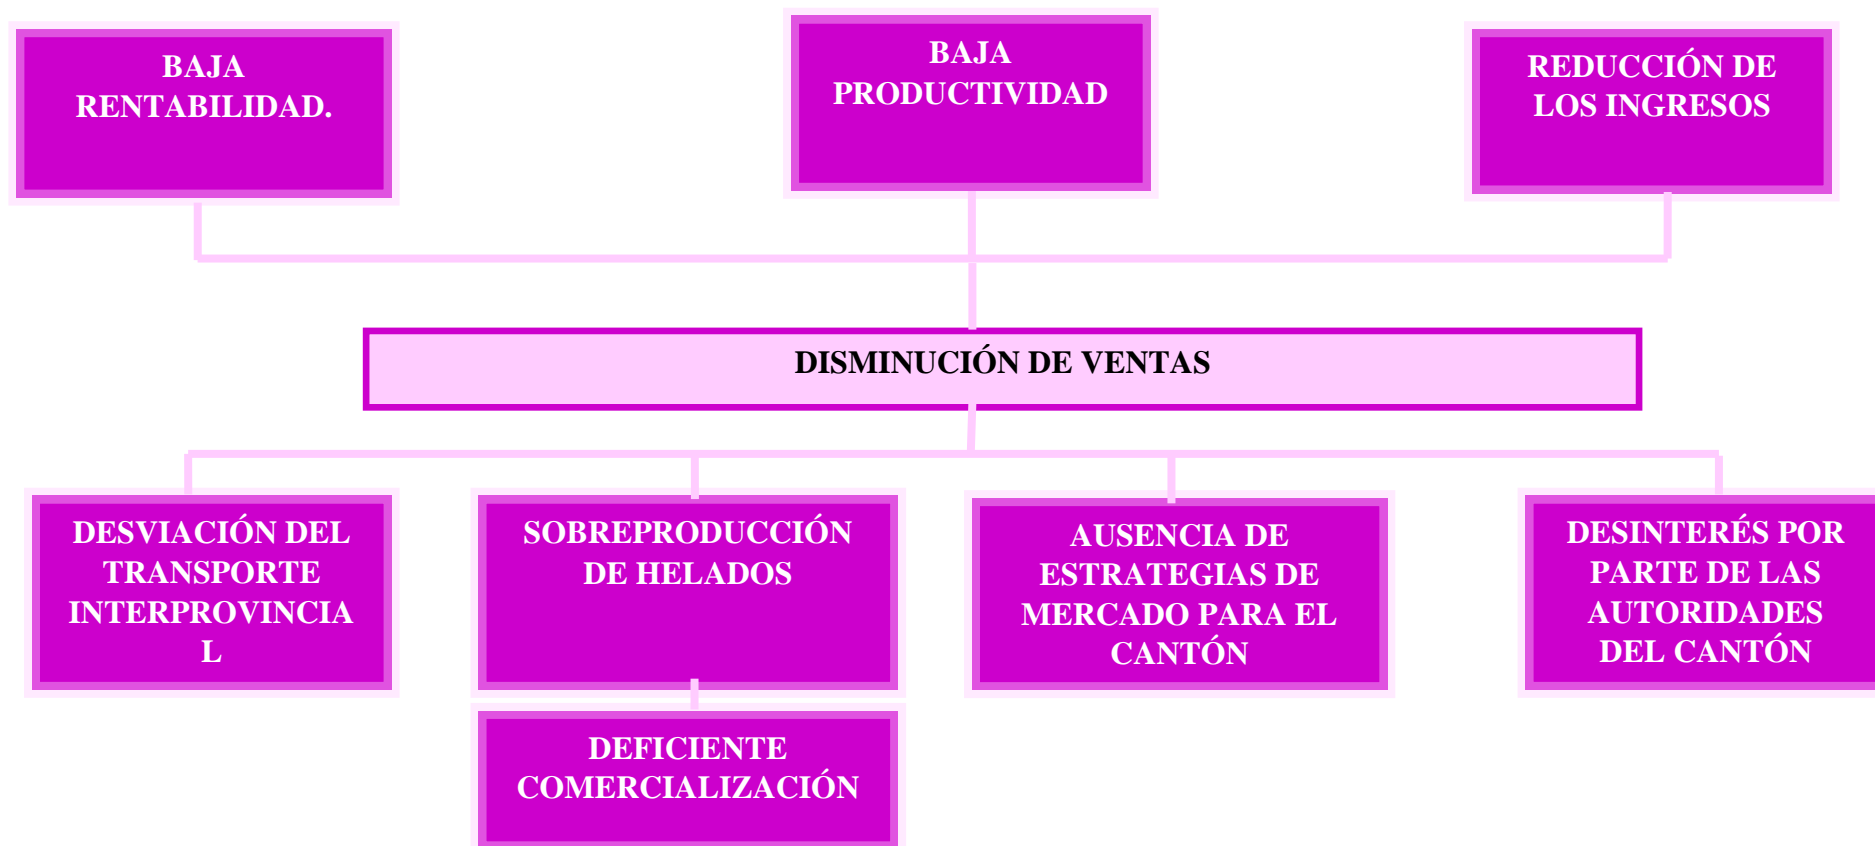 BAJA
RENTABILIDAD.
BAJA
PRODUCTIVIDAD
REDUCCIÓN DE
LOS INGRESOS
DISMINUCIÓN DE VENTAS
DESVIACIÓN DEL
TRANSPORTE
INTERPROVINCIA
L
SOBREPRODUCCIÓN
DE HELADOS
AUSENCIA DE
ESTRATEGIAS DE
MERCADO PARA EL
CANTÓN
DESINTERÉS POR
PARTE DE LAS
AUTORIDADES
DEL CANTÓN
DEFICIENTE
COMERCIALIZACIÓN